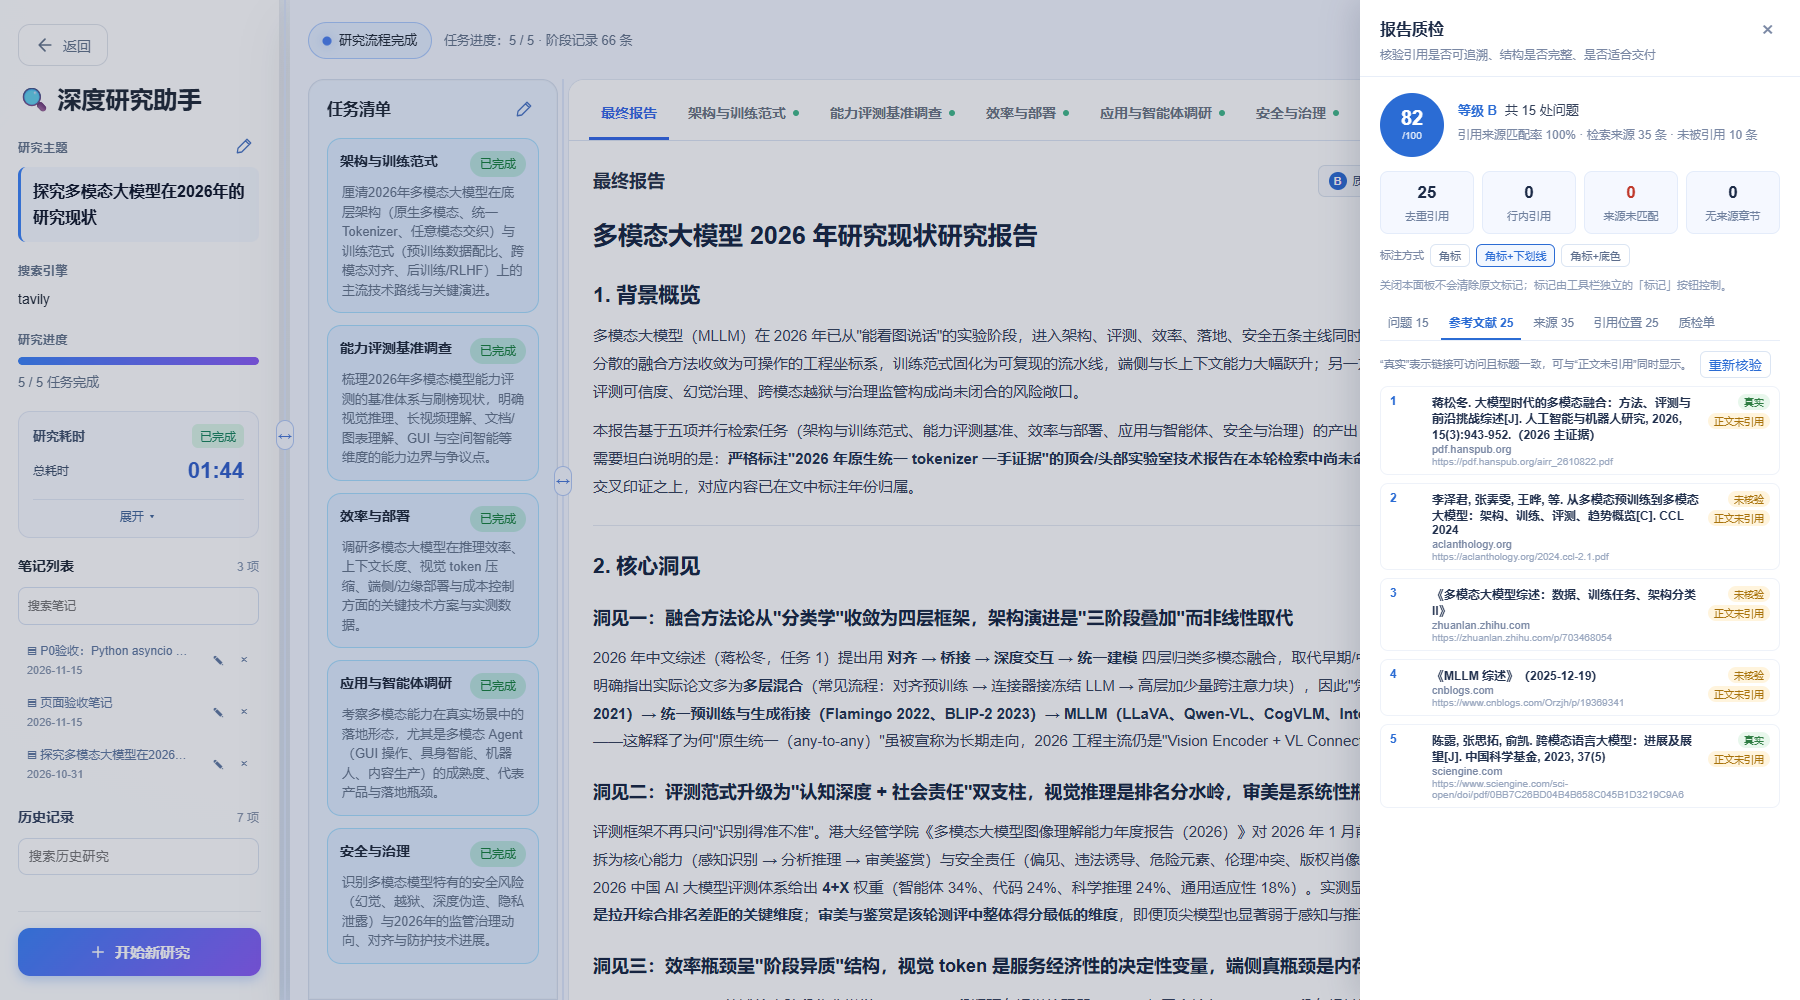 返回
深度研究助手
研究主题
探究多模态大模型在2026年的
研究现状
搜索引擎
tavily
研究进度
5 / 5 任务完成
研究耗时
已完成
总耗时
01:44
展开
笔记列表
3 项
搜索笔记
P0验收：Python asyncio ...
2026-11-15
页面验收笔记
2026-11-15
探究多模态大模型在2026...
2026-10-31
历史记录
7 项
搜索历史研究
开始新研究
研究流程完成
任务进度：5 / 5 · 阶段记录 66 条
任务清单
架构与训练范式
已完成
厘清2026年多模态大模型在底
层架构（原生多模态、统一
Tokenizer、任意模态交织）与
训练范式（预训练数据配比、跨
模态对齐、后训练/RLHF）上的
主流技术路线与关键演进。
能力评测基准调查
已完成
梳理2026年多模态模型能力评
测的基准体系与刷榜现状，明确
视觉推理、长视频理解、文档/
图表理解、GUI 与空间智能等
维度的能力边界与争议点。
效率与部署
已完成
调研多模态大模型在推理效率、
上下文长度、视觉 token 压
缩、端侧/边缘部署与成本控制
方面的关键技术方案与实测数
据。
应用与智能体调研
已完成
考察多模态能力在真实场景中的
落地形态，尤其是多模态 Agent
（GUI 操作、具身智能、机器
人、内容生产）的成熟度、代表
产品与落地瓶颈。
安全与治理
已完成
识别多模态模型特有的安全风险
（幻觉、越狱、深度伪造、隐私
泄露）与2026年的监管治理动
向、对齐与防护技术进展。
最终报告
架构与训练范式
能力评测基准调查
效率与部署
应用与智能体调研
安全与治理
最终报告
B
多模态大模型 2026 年研究现状研究报告
1. 背景概览
多模态大模型（MLLM）在 2026 年已从"能看图说话"的实验阶段，进入架构、评测、效率、落地、安全五条主线同时
分散的融合方法收敛为可操作的工程坐标系，训练范式固化为可复现的流水线，端侧与长上下文能力大幅跃升；另一
评测可信度、幻觉治理、跨模态越狱与治理监管构成尚未闭合的风险敞口。
本报告基于五项并行检索任务（架构与训练范式、能力评测基准、效率与部署、应用与智能体、安全与治理）的产出
需要坦白说明的是：严格标注"2026 年原生统一 tokenizer 一手证据"的顶会/头部实验室技术报告在本轮检索中尚未
交叉印证之上，对应内容已在文中标注年份归属。
2. 核心洞见
洞见一：融合方法论从"分类学"收敛为四层框架，架构演进是"三阶段叠加"而非线性取代
2026 年中文综述（蒋松冬，任务 1）提出用 对齐 → 桥接 → 深度交互 → 统一建模 四层归类多模态融合，取代早期/
明确指出实际论文多为多层混合（常见流程：对齐预训练 → 连接器接冻结 LLM → 高层加少量跨注意力块），因此"
2021）→ 统一预训练与生成衔接（Flamingo 2022、BLIP-2 2023）→ MLLM（LLaVA、Qwen-VL、CogVLM、Int
——这解释了为何"原生统一（any-to-any）"虽被宣称为长期走向，2026 工程主流仍是"Vision Encoder + VL Connec
洞见二：评测范式升级为"认知深度 + 社会责任"双支柱，视觉推理是排名分水岭，审美是系统性
评测框架不再只问"识别得准不准"。港大经管学院《多模态大模型图像理解能力年度报告（2026）》对 2026 年 1 月
拆为核心能力（感知识别 → 分析推理 → 审美鉴赏）与安全责任（偏见、违法诱导、危险元素、伦理冲突、版权肖像
2026 中国 AI 大模型评测体系给出 4+X 权重（智能体 34%、代码 24%、科学推理 24%、通用适应性 18%）。实测显
是拉开综合排名差距的关键维度；审美与鉴赏是该轮测评中整体得分最低的维度，即便顶尖模型也显著弱于感知与推
洞见三：效率瓶颈呈"阶段异质"结构，视觉 token 是服务经济性的决定性变量，端侧真瓶颈是内存
报告质检
核验引用是否可追溯、结构是否完整、是否适合交付
82
/100
等级 B 共 15 处问题
引用来源匹配率 100% · 检索来源 35 条 · 未被引用 10 条
25
去重引用
0
行内引用
0
来源未匹配
0
无来源章节
标注方式
角标
角标+下划线
角标+底色
关闭本面板不会清除原文标记；标记由工具栏独立的「标记」按钮控制。
问题 15
参考文献 25
来源 35
引用位置 25
质检单
“真实”表示链接可访问且标题一致，可与“正文未引用”同时显示。
重新核验
1
蒋松冬. 大模型时代的多模态融合：方法、评测与
前沿挑战综述[J]. 人工智能与机器人研究, 2026,
15(3):943-952.（2026 主证据）
pdf.hanspub.org
https://pdf.hanspub.org/airr_2610822.pdf
真实
正文未引用
2
李泽君, 张霁雯, 王晔, 等. 从多模态预训练到多模态
大模型：架构、训练、评测、趋势概览[C]. CCL
2024
aclanthology.org
https://aclanthology.org/2024.ccl-2.1.pdf
未核验
正文未引用
3
《多模态大模型综述：数据、训练任务、架构分类
II》
zhuanlan.zhihu.com
https://zhuanlan.zhihu.com/p/703468054
未核验
正文未引用
4
《MLLM 综述》（2025-12-19）
cnblogs.com
https://www.cnblogs.com/Orzjh/p/19369341
未核验
正文未引用
5
陈露, 张思拓, 俞凯. 跨模态语言大模型：进展及展
望[J]. 中国科学基金, 2023, 37(5)
sciengine.com
https://www.sciengine.com/sci-
open/doi/pdf/0BB7C26BD04B4B658C045B1D3219C9A6
真实
正文未引用